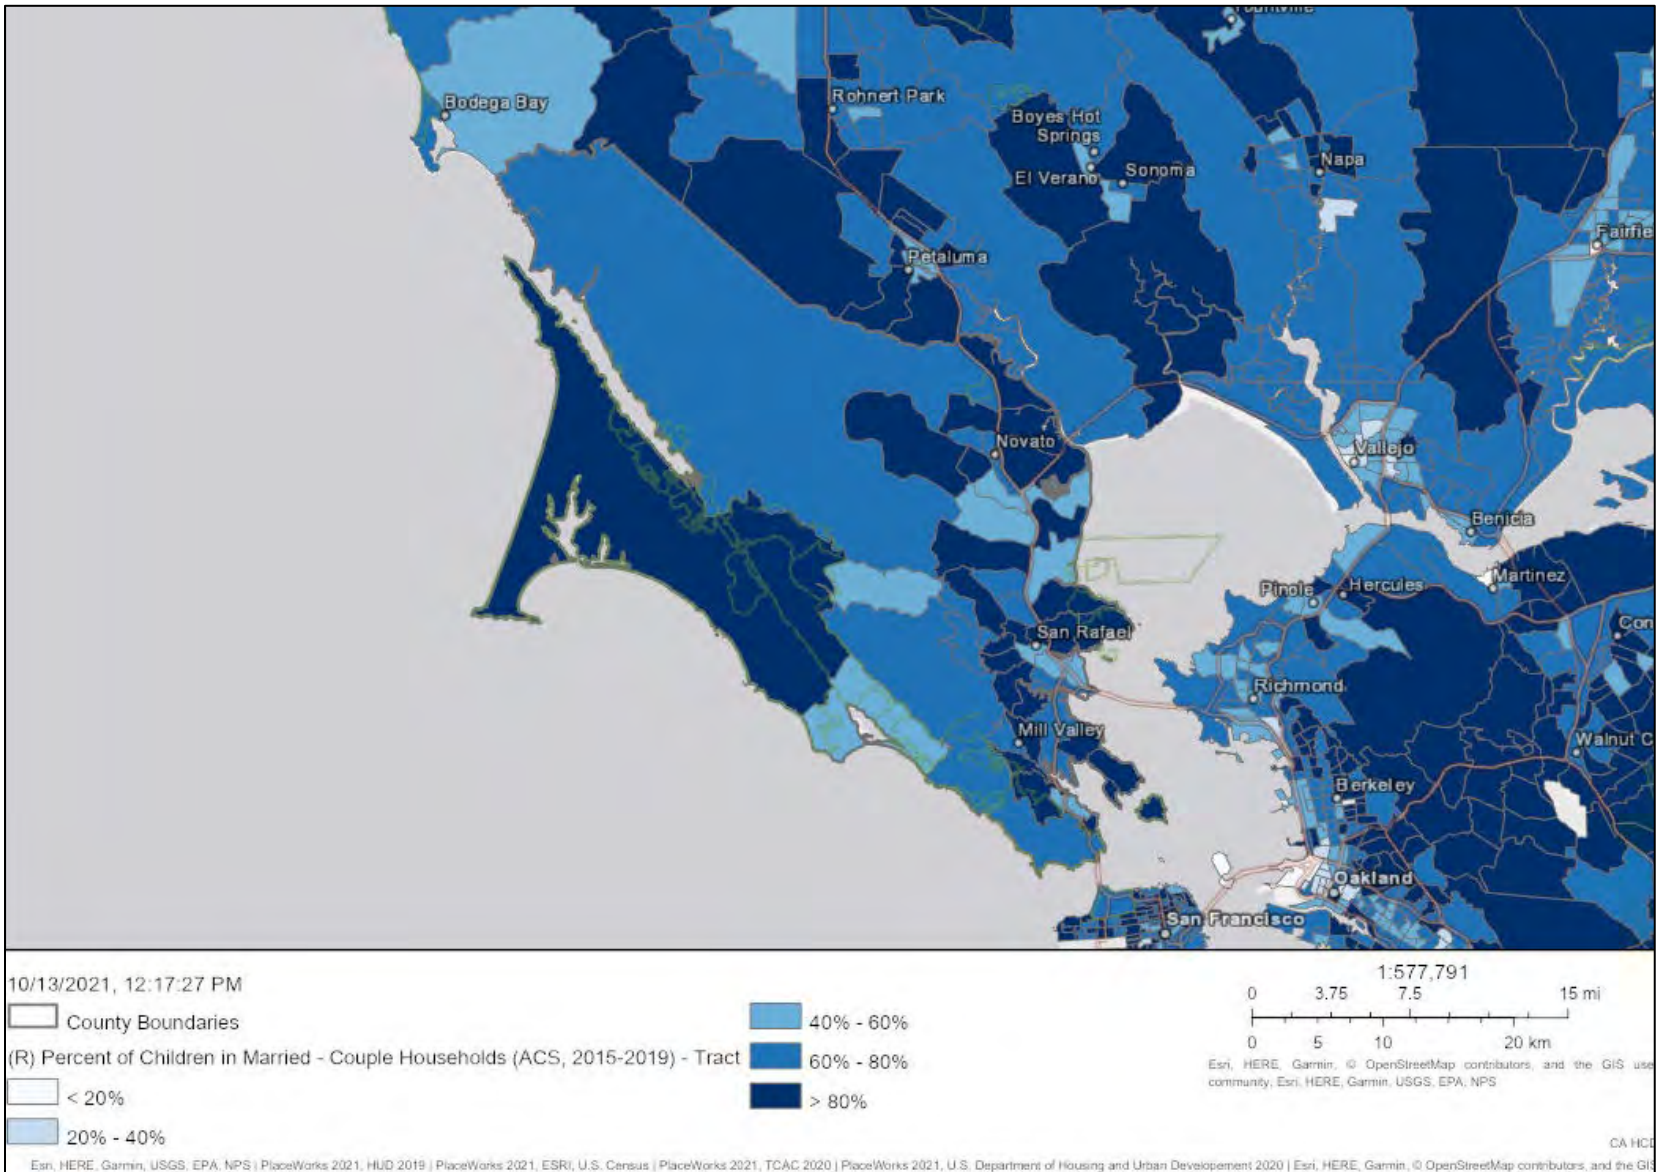 Yountville
Bodega Bay
Rohnert Park
Boyes Hot
Springs
Napa
El Verano
Sonoma
Fairfie
Petaluma
Novato
Vallejo
Benicia
Martinez
Pinole
Hercules
Con
San Rafael
Richmond
Mill Valley
Walnut C
Berkeley
Oakland
San Francisco
10/13/2021, 12:17:27 PM
County Boundaries
(R) Percent of Children in Married - Couple Households (ACS, 2015-2019) - Tract
< 20%
20% - 40%
40% - 60%
60% - 80%
> 80%
1:577,791
0 3.75 7.5 15 mi
0 5 10 20 km
Esri, HERE, Garmin, © OpenStreetMap contributors, and the GIS use
community, Esri, HERE, Garmin, USGS, EPA, NPS
CA HCD
Esri, HERE, Garmin, USGS, EPA, NPS | PlaceWorks 2021, HUD 2019 | PlaceWorks 2021, ESRI, U.S. Census | PlaceWorks 2021, TCAC 2020 | PlaceWorks 2021, U.S. Department of Housing and Urban Developement 2020 | Esri, HERE, Garmin, © OpenStreetMap contributors, and the GIS